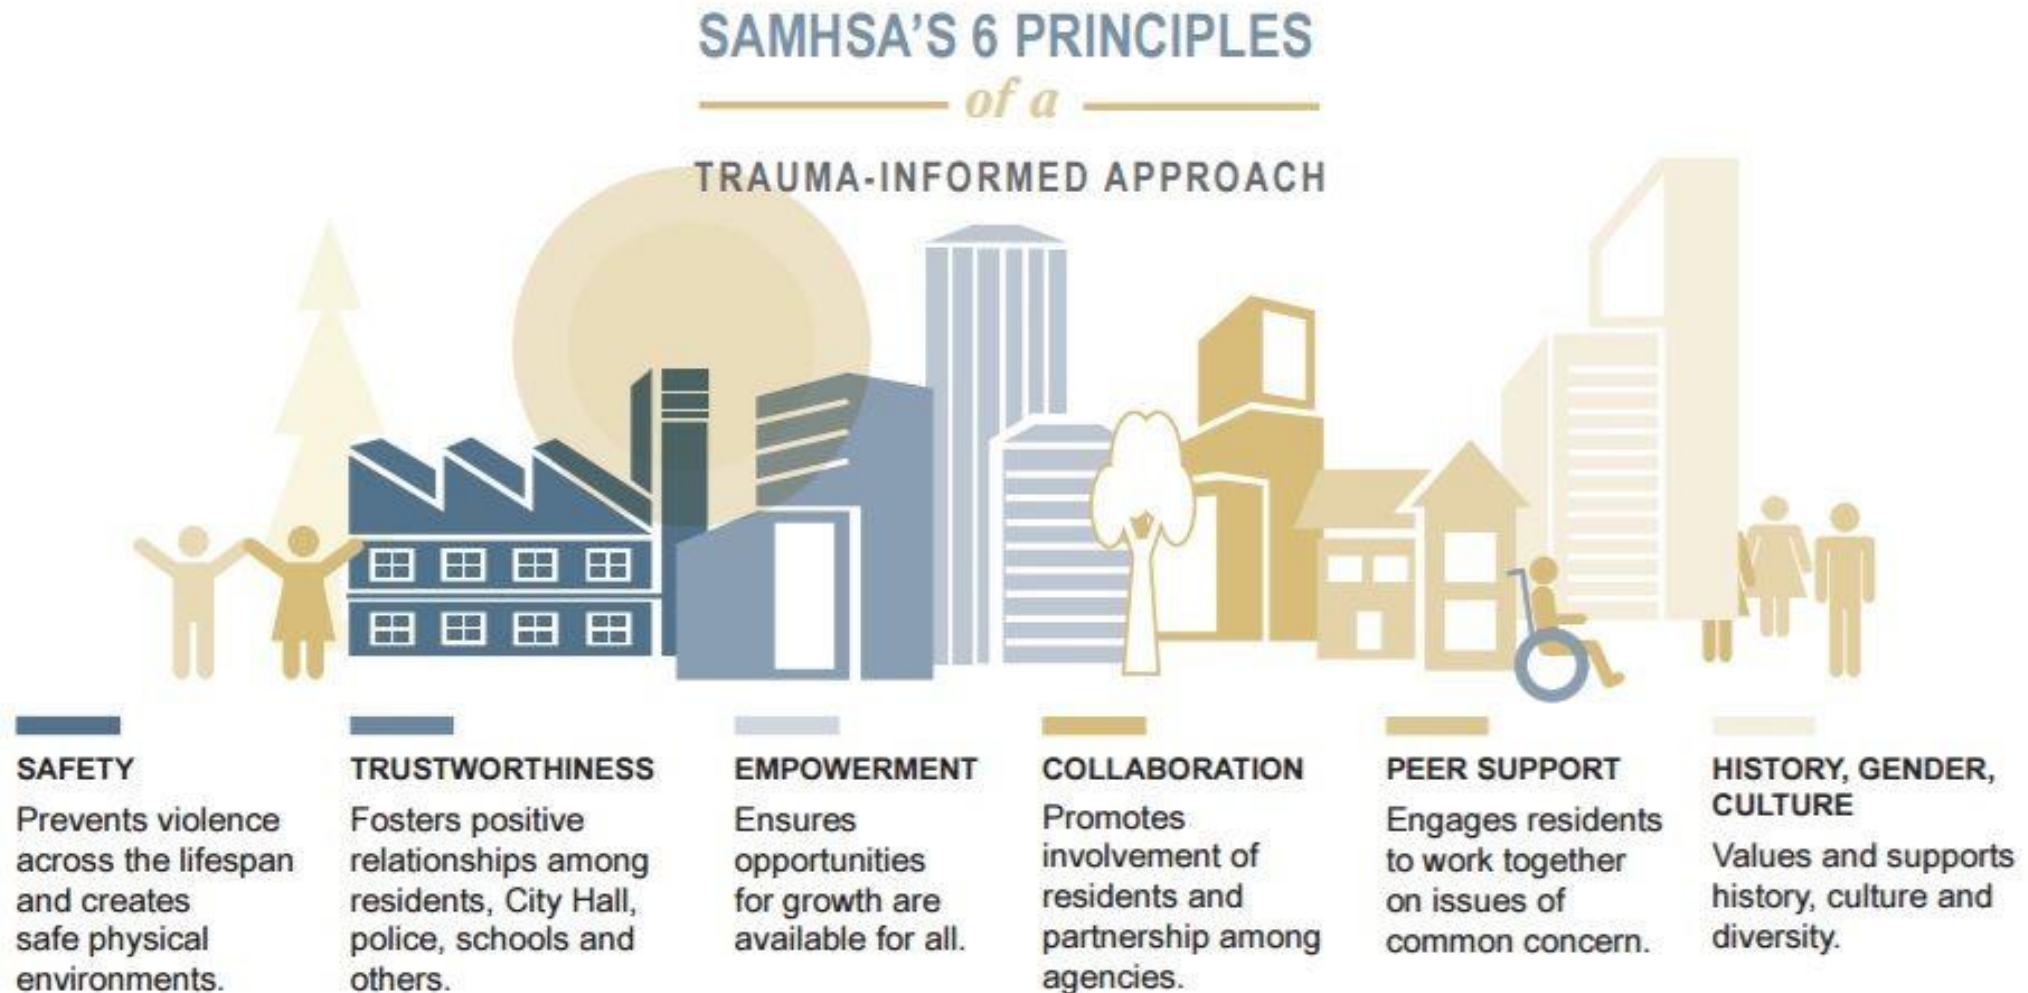 SAMHSA'S 6 PRINCIPLES
of a
TRAUMA-INFORMED APPROACH
SAFETY
Prevents violence
across the lifespan
and creates
safe physical
environments.
TRUSTWORTHINESS
Fosters positive
relationships among
residents, City Hall,
police, schools and
others.
EMPOWERMENT
Ensures
opportunities
for growth are
available for all.
COLLABORATION
Promotes
involvement of
residents and
partnership among
agencies.
PEER SUPPORT
Engages residents
to work together
on issues of
common concern.
HISTORY, GENDER,
CULTURE
Values and supports
history, culture and
diversity.